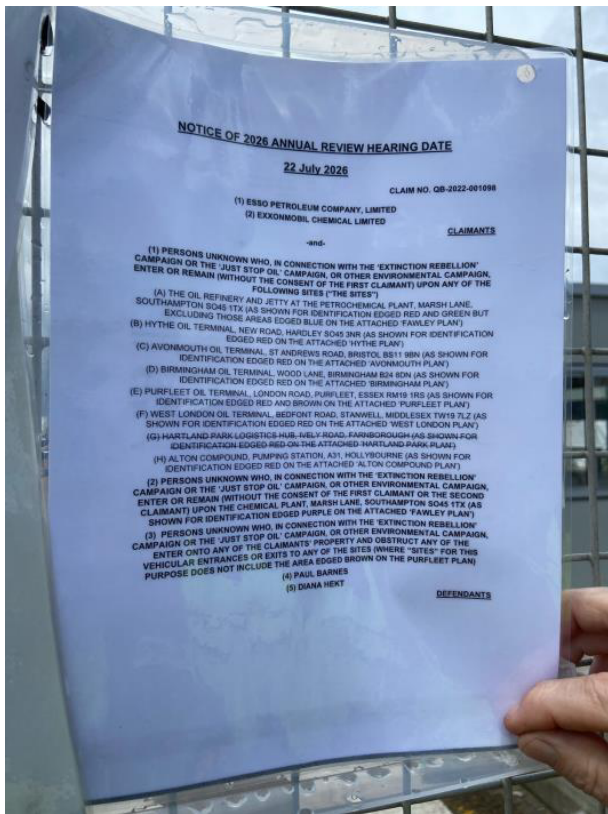 NOTICE OF 2026 ANNUAL REVIEW HEARING DATE
22 July 2026
CLAIM NO. QB-2022-001098
(1) ESSO PETROLEUM COMPANY, LIMITED
(2) EXXONMOBIL CHEMICAL LIMITED
CLAIMANTS
-and-
(1) PERSONS UNKNOWN WHO, IN CONNECTION WITH THE 'EXTINCTION REBELLION'
CAMPAIGN OR THE 'JUST STOP OIL' CAMPAIGN, OR OTHER ENVIRONMENTAL CAMPAIGN,
ENTER OR REMAIN (WITHOUT THE CONSENT OF THE FIRST CLAIMANT) UPON ANY OF THE
FOLLOWING SITES ("THE SITES")
(A) THE OIL REFINERY AND JETTY AT THE PETROCHEMICAL PLANT, MARSH LANE,
SOUTHAMPTON SO45 1TX (AS SHOWN FOR IDENTIFICATION EDGED RED AND GREEN BUT
EXCLUDING THOSE AREAS EDGED BLUE ON THE ATTACHED 'FAWLEY PLAN')
(B) HYTHE OIL TERMINAL, NEW ROAD, HARDLEY SO45 3NR (AS SHOWN FOR IDENTIFICATION
EDGED RED ON THE ATTACHED 'HYTHE PLAN')
(C) AVONMOUTH OIL TERMINAL, ST ANDREWS ROAD, BRISTOL BS11 9BN (AS SHOWN FOR
IDENTIFICATION EDGED RED ON THE ATTACHED 'AVONMOUTH PLAN')
(D) BIRMINGHAM OIL TERMINAL, WOOD LANE, BIRMINGHAM B24 8DN (AS SHOWN FOR
IDENTIFICATION EDGED RED ON THE ATTACHED 'BIRMINGHAM PLAN')
(E) PURFLEET OIL TERMINAL, LONDON ROAD, PURFLEET, ESSEX RM19 1RS (AS SHOWN FOR
IDENTIFICATION EDGED RED AND BROWN ON THE ATTACHED 'PURFLEET PLAN')
(F) WEST LONDON OIL TERMINAL, BEDFONT ROAD, STANWELL, MIDDLESEX TW19 7LZ (AS
SHOWN FOR IDENTIFICATION EDGED RED ON THE ATTACHED 'WEST LONDON PLAN')
(G) HARTLAND PARK LOGISTICS HUB, IVELY ROAD, FARNBOROUGH (AS SHOWN FOR
IDENTIFICATION EDGED RED ON THE ATTACHED 'HARTLAND PARK PLAN')
(H) ALTON COMPOUND, PUMPING STATION, A31, HOLLYBOURNE (AS SHOWN FOR
IDENTIFICATION EDGED RED ON THE ATTACHED 'ALTON COMPOUND PLAN')
(2) PERSONS UNKNOWN WHO, IN CONNECTION WITH THE 'EXTINCTION REBELLION'
CAMPAIGN OR THE 'JUST STOP OIL' CAMPAIGN, OR OTHER ENVIRONMENTAL CAMPAIGN,
ENTER OR REMAIN (WITHOUT THE CONSENT OF THE FIRST CLAIMANT OR THE SECOND
CLAIMANT) UPON THE CHEMICAL PLANT, MARSH LANE, SOUTHAMPTON SO45 1TX (AS
SHOWN FOR IDENTIFICATION EDGED PURPLE ON THE ATTACHED 'FAWLEY PLAN')
(3) PERSONS UNKNOWN WHO, IN CONNECTION WITH THE 'EXTINCTION REBELLION'
CAMPAIGN OR THE 'JUST STOP OIL' CAMPAIGN, OR OTHER ENVIRONMENTAL CAMPAIGN,
ENTER ONTO ANY OF THE CLAIMANTS' PROPERTY AND OBSTRUCT ANY OF THE
VEHICULAR ENTRANCES OR EXITS TO ANY OF THE SITES (WHERE "SITES" FOR THIS
PURPOSE DOES NOT INCLUDE THE AREA EDGED BROWN ON THE PURFLEET PLAN)
(4) PAUL BARNES
(5) DIANA HEKT
DEFENDANTS